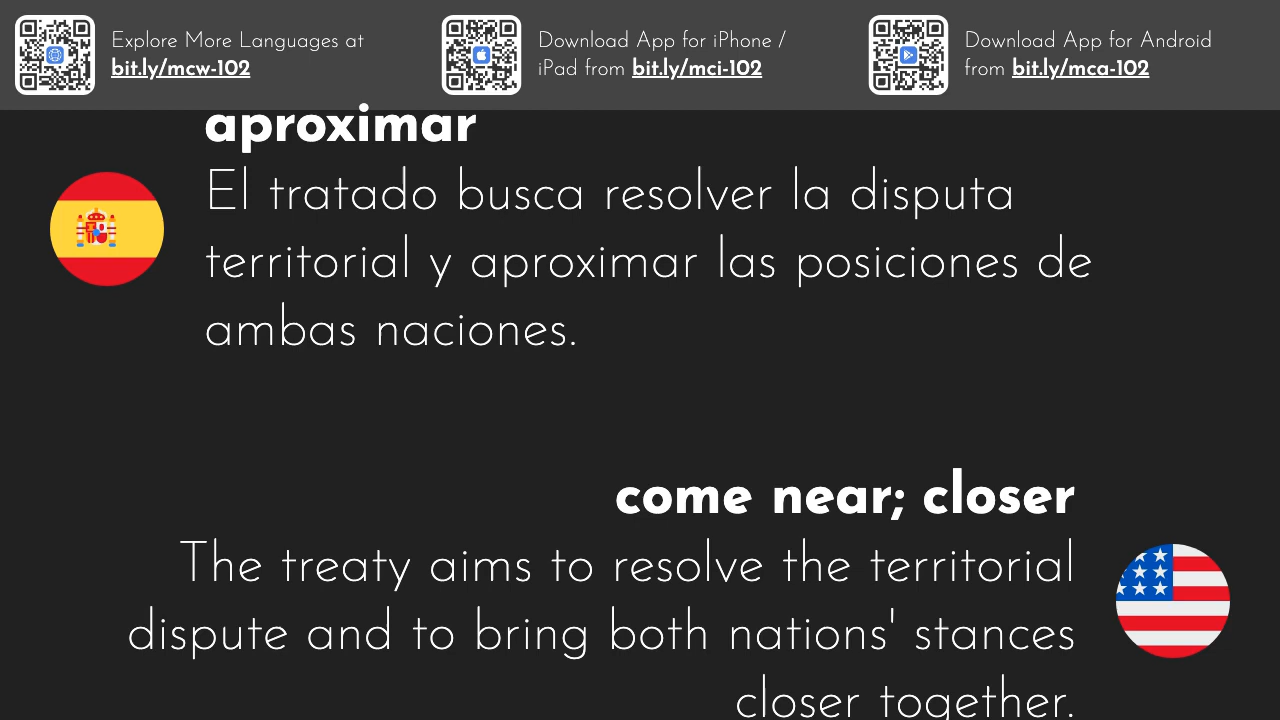 Explore More Languages at
bit.ly/mcw-102
Download App for iPhone /
iPad from bit.ly/mci-102
Download App for Android
from bit.ly/mca-102
aproximar
El tratado busca resolver la disputa
territorial y aproximar las posiciones de
ambas naciones.
come near; closer
The treaty aims to resolve the territorial
dispute and to bring both nations' stances
closer together.